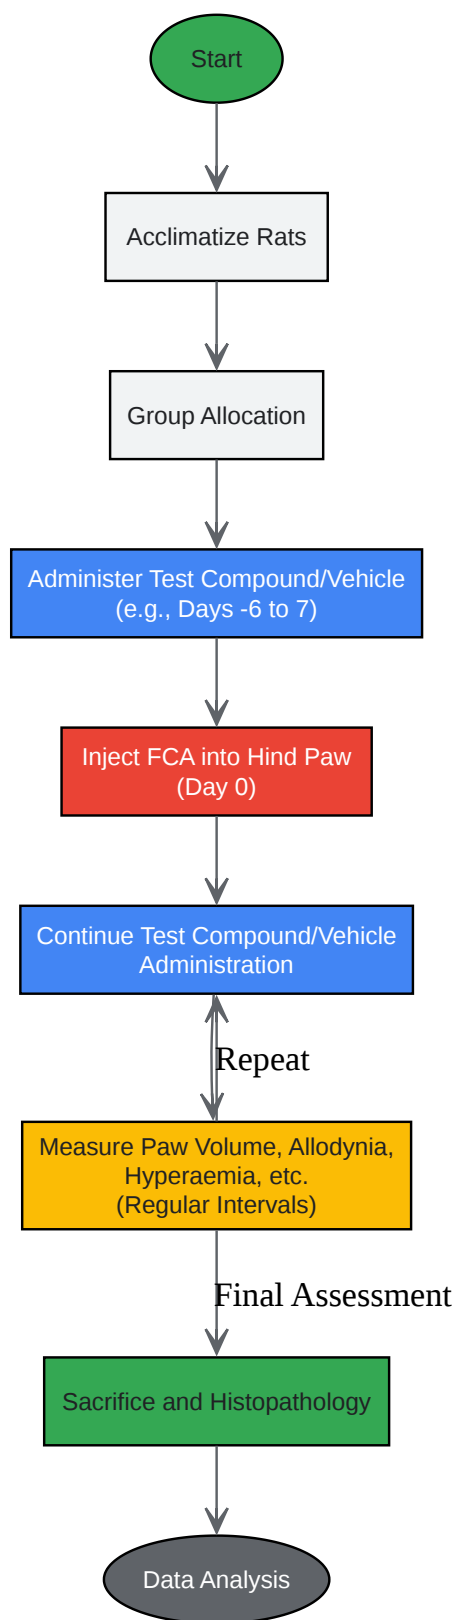 Start
Acclimatize Rats
Group Allocation
Administer Test Compound/Vehicle
(e.g., Days -6 to 7)
Inject FCA into Hind Paw
(Day 0)
Continue Test Compound/Vehicle
Administration
Repeat
Measure Paw Volume, Allodynia,
Hyperaemia, etc.
(Regular Intervals)
Final Assessment
Sacrifice and Histopathology
Data Analysis